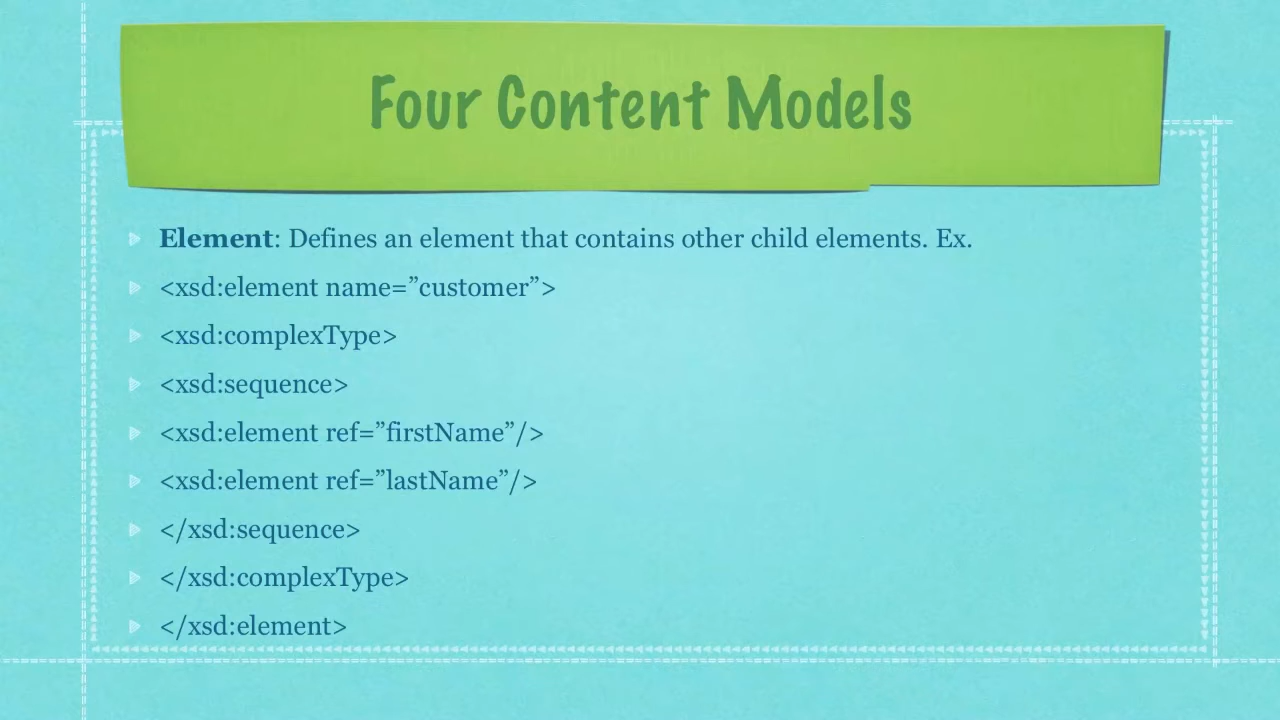 Four Content Models
Element: Defines an element that contains other child elements. Ex.
<xsd:element name=”customer”>
<xsd:complexType>
<xsd:sequence>
<xsd:element ref=”firstName”/>
<xsd:element ref=”lastName”/>
</xsd:sequence>
</xsd:complexType>
</xsd:element>